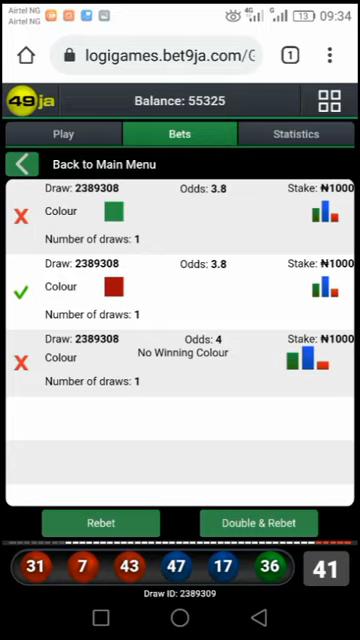 Airtel NG
Airtel NG
4G
G
13
09:34
logigames.bet9ja.com/G
1
49ja
Balance: 55325
Play
Bets
Statistics
Back to Main Menu
Draw: 2389308
Odds: 3.8
Stake: ₦1000
Colour
Number of draws: 1
Draw: 2389308
Odds: 3.8
Stake: ₦1000
Colour
Number of draws: 1
Draw: 2389308
Odds: 4
Stake: ₦1000
Colour
No Winning Colour
Number of draws: 1
Rebet
Double & Rebet
31 7 43 47 17 36 41
Draw ID: 2389309